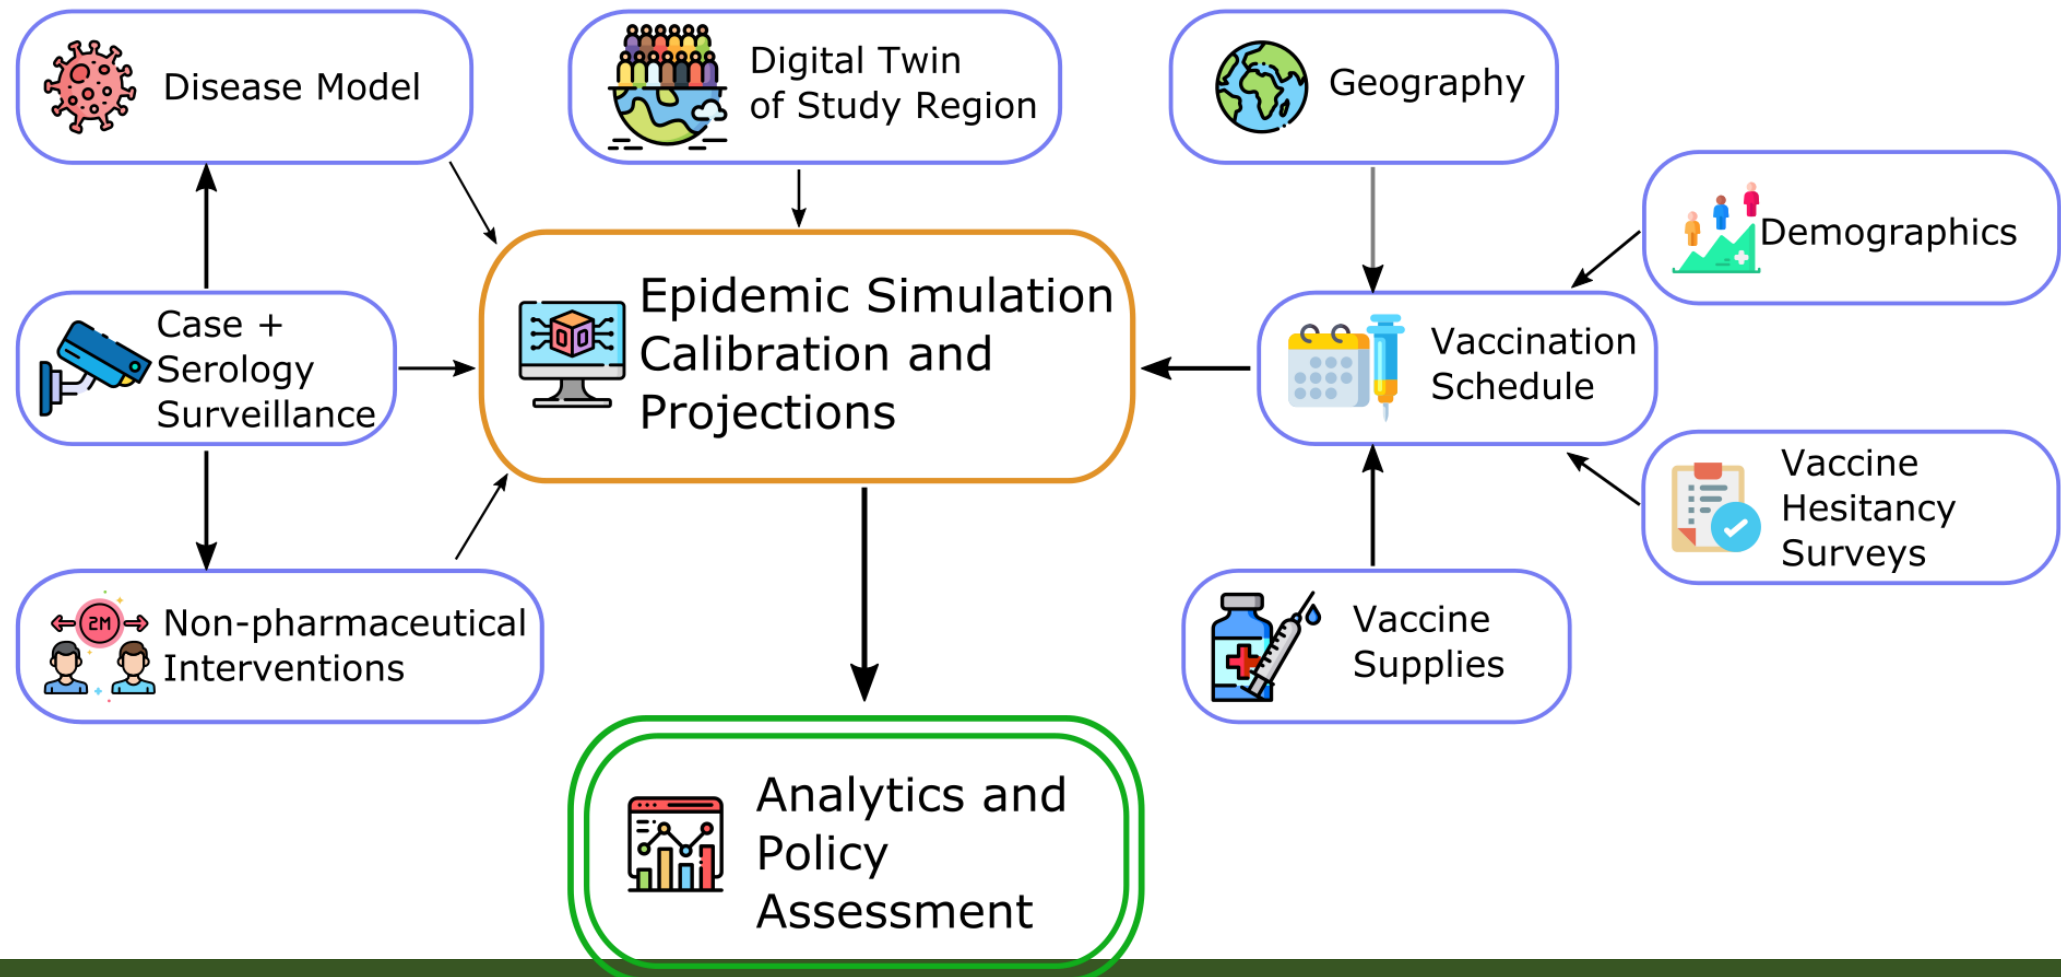 Disease Model
Digital Twin
of Study Region
Geography
Demographics
Case +
Serology
Surveillance
Epidemic Simulation
Calibration and
Projections
Vaccination
Schedule
Vaccine
Hesitancy
Surveys
2M
Non-pharmaceutical
Interventions
Vaccine
Supplies
Analytics and
Policy
Assessment